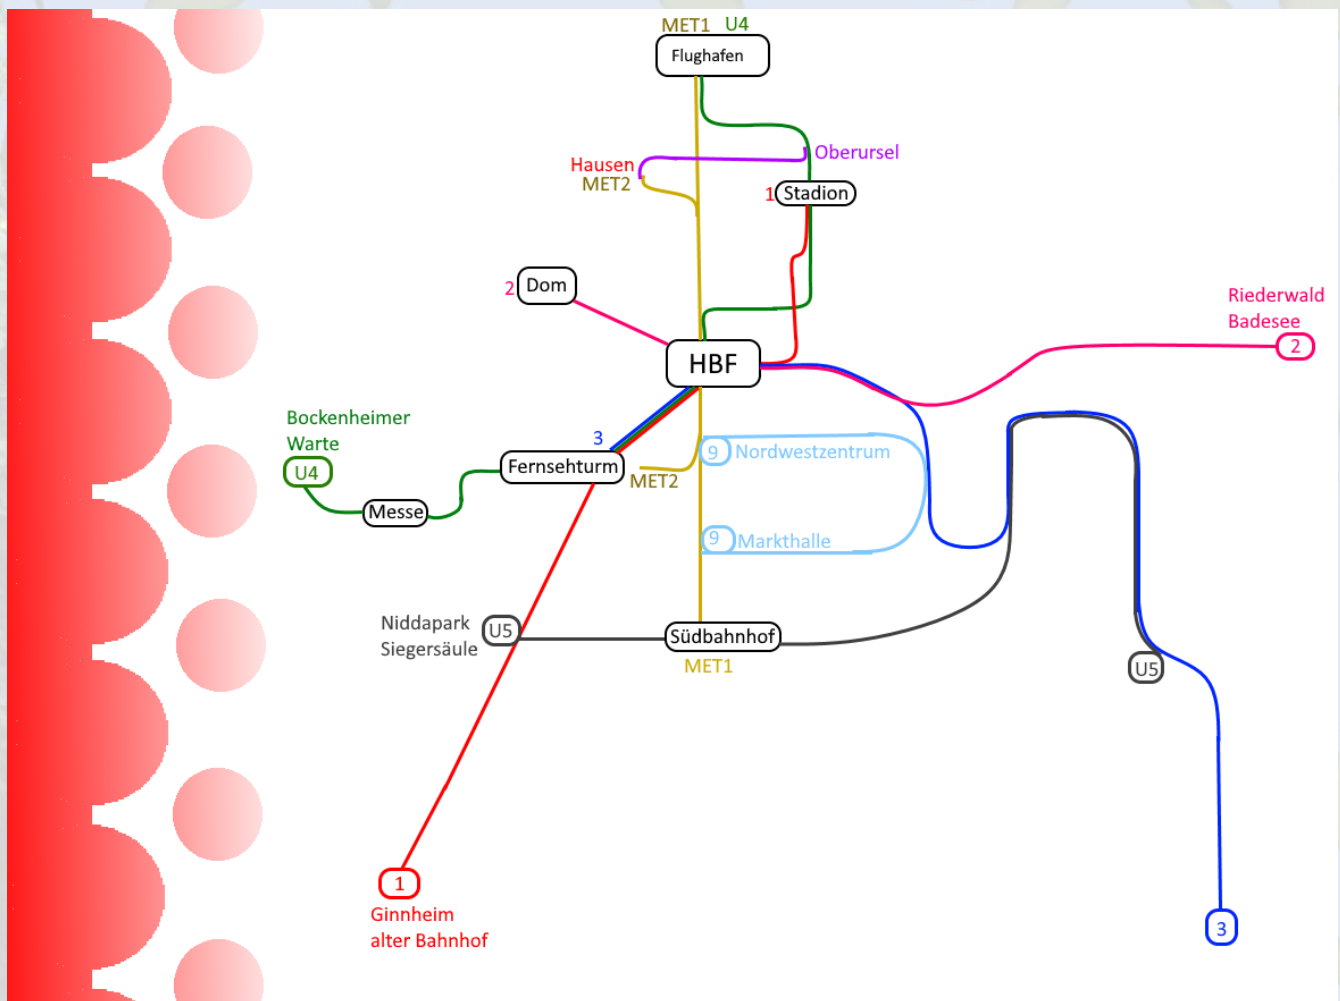 MET1 U4
Flughafen
Hausen
MET2
Oberursel
1 Stadion
2 Dom
Riederwald
Badesee
2
HBF
Bockenheimer
Warte
U4
3
Fernsehturm
MET2
9 Nordwestzentrum
Messe
9 Markthalle
Niddapark
Siegersäule
U5
Südbahnhof
MET1
U5
1
Ginnheim
alter Bahnhof
3